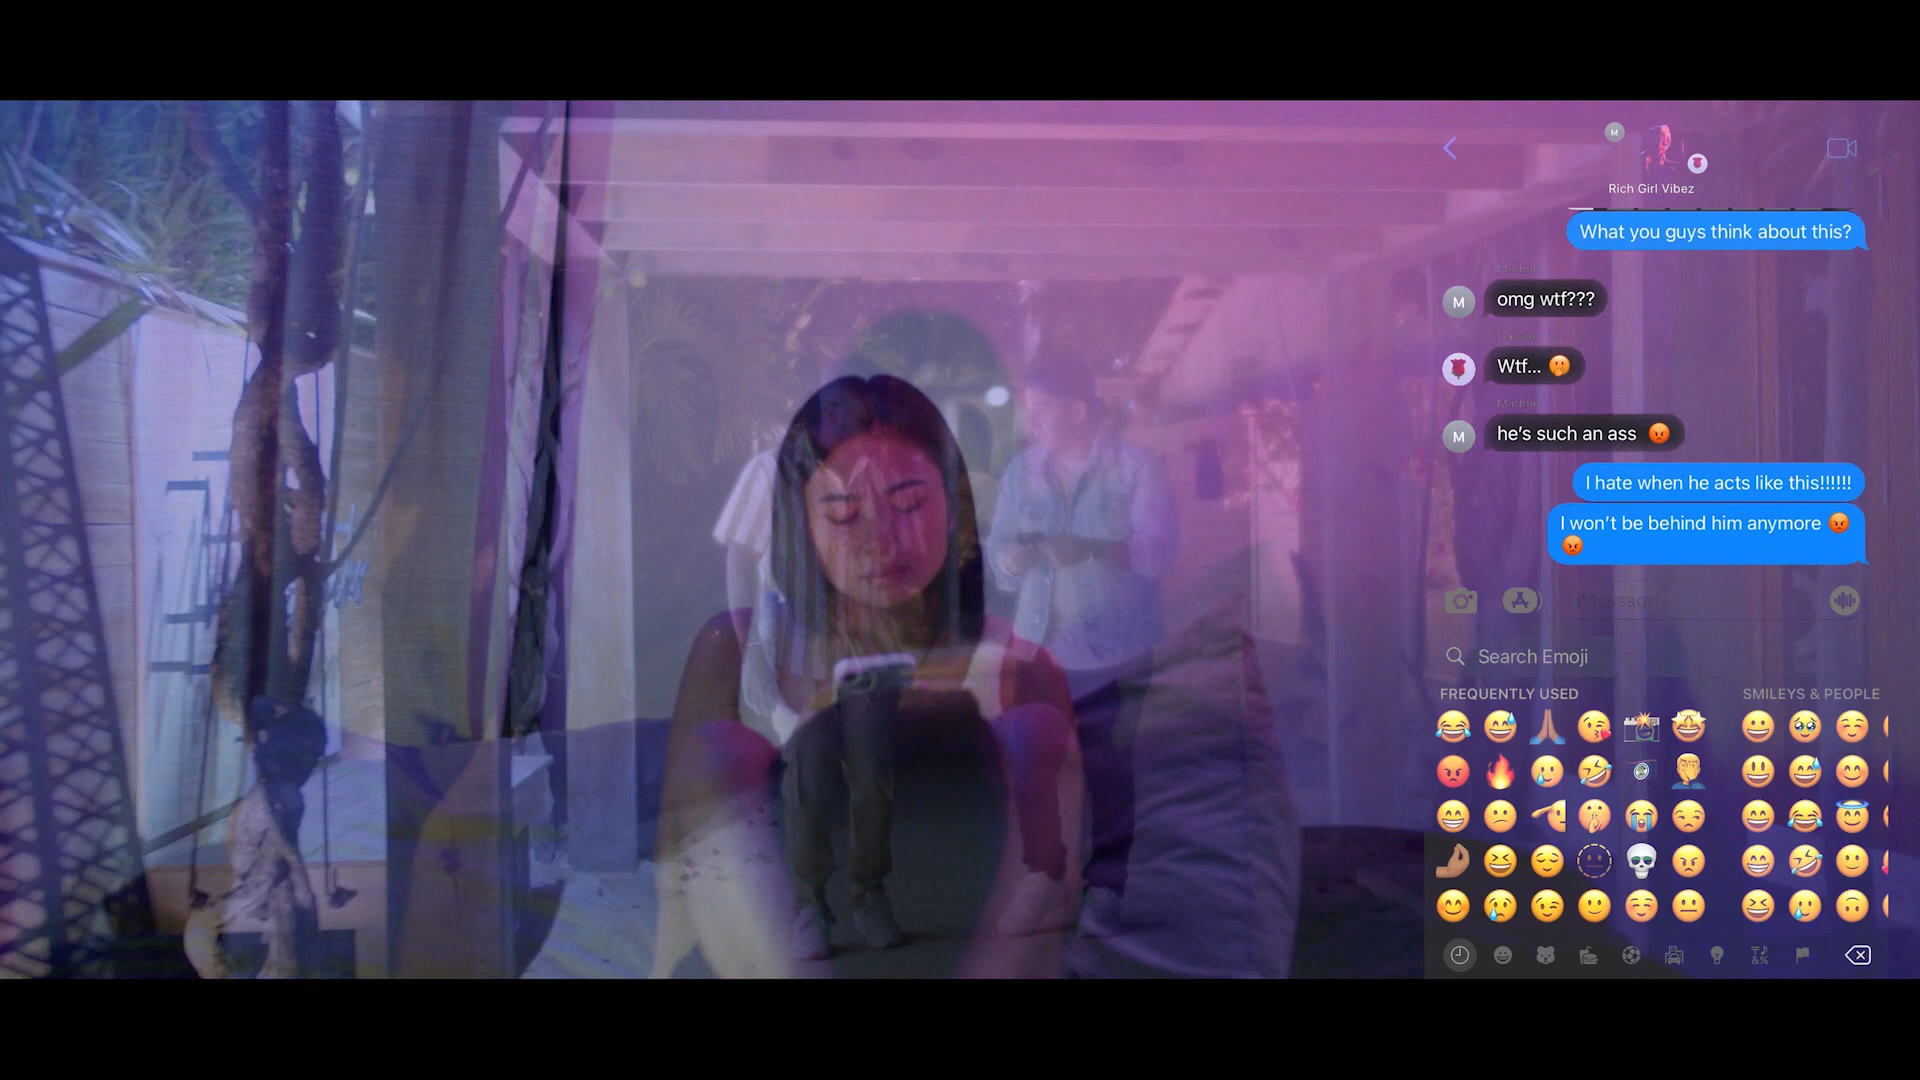 M
Rich Girl Vibez
What you guys think about this?
M
omg wtf???
Wtf... 🫢
M
he's such an ass 😡
I hate when he acts like this!!!!!!
I won't be behind him anymore 😡
😡
iMessage
Search Emoji
FREQUENTLY USED
SMILEYS & PEOPLE